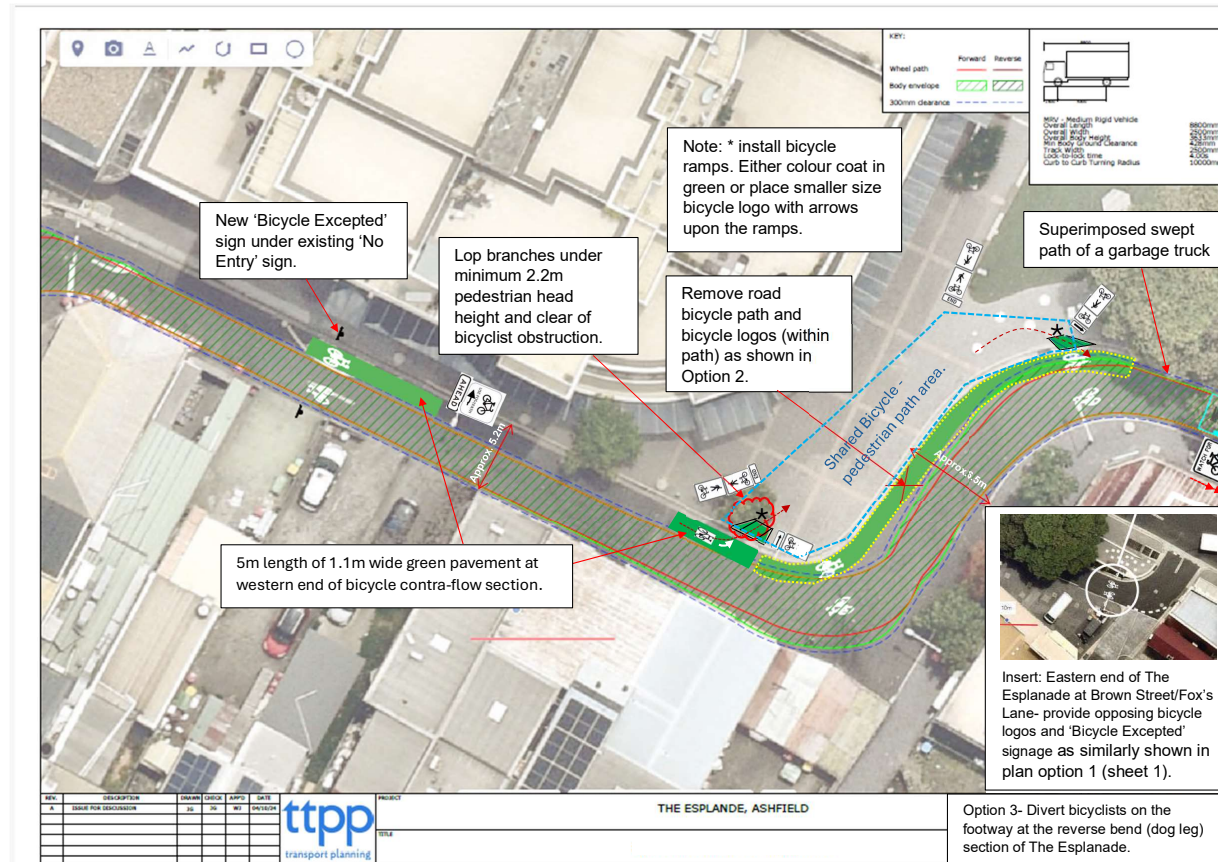 KEY:
Forward Reverse
Wheel path
Body envelope
300mm clearance
MRV - Medium Rigid Vehicle
Overall Length 8800mm
Overall Width 2500mm
Overall Body Height 3633mm
Min Body Ground Clearance 428mm
Track Width 2500mm
Lock-to-lock time 4.00s
Curb to Curb Turning Radius 10000mm
Note: * install bicycle
ramps. Either colour coat in
green or place smaller size
bicycle logo with arrows
upon the ramps.
New ‘Bicycle Excepted’
sign under existing ‘No
Entry’ sign.
Lop branches under
minimum 2.2m
pedestrian head
height and clear of
bicyclist obstruction.
Remove road
bicycle path and
bicycle logos (within
path) as shown in
Option 2.
Superimposed swept
path of a garbage truck
END
*
AHEAD
Approx. 5.2m
Shared Bicycle -
pedestrian path area.
*
WATCH FOR
5m length of 1.1m wide green pavement at
western end of bicycle contra-flow section.
Insert: Eastern end of The
Esplanade at Brown Street/Fox’s
Lane- provide opposing bicycle
logos and ‘Bicycle Excepted’
signage as similarly shown in
plan option 1 (sheet 1).
REV. DESCRIPTION DRAWN CHECK APP'D DATE
A ISSUE FOR DISCUSSION JG JG WJ 04/10/24
ttpp
transport planning
PROJECT
THE ESPLANDE, ASHFIELD
TITLE
Option 3- Divert bicyclists on the
footway at the reverse bend (dog leg)
section of The Esplanade.